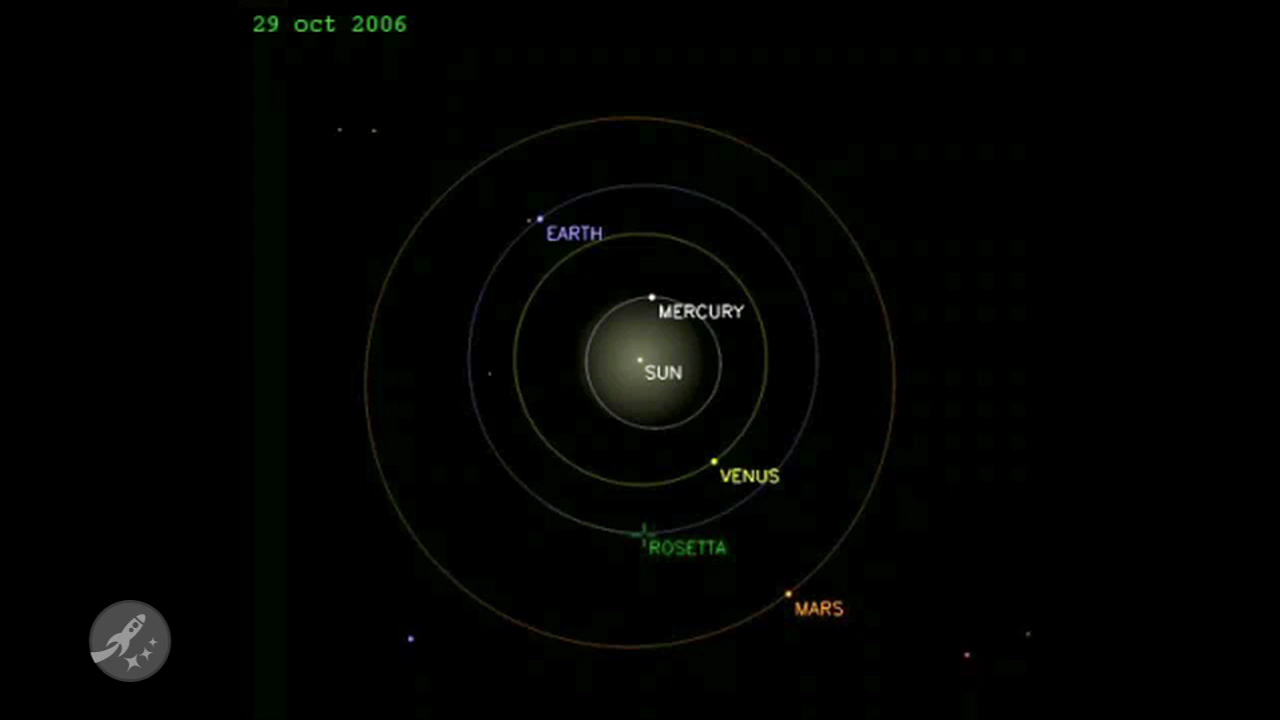 29 oct 2006
EARTH
MERCURY
SUN
VENUS
ROSETTA
MARS